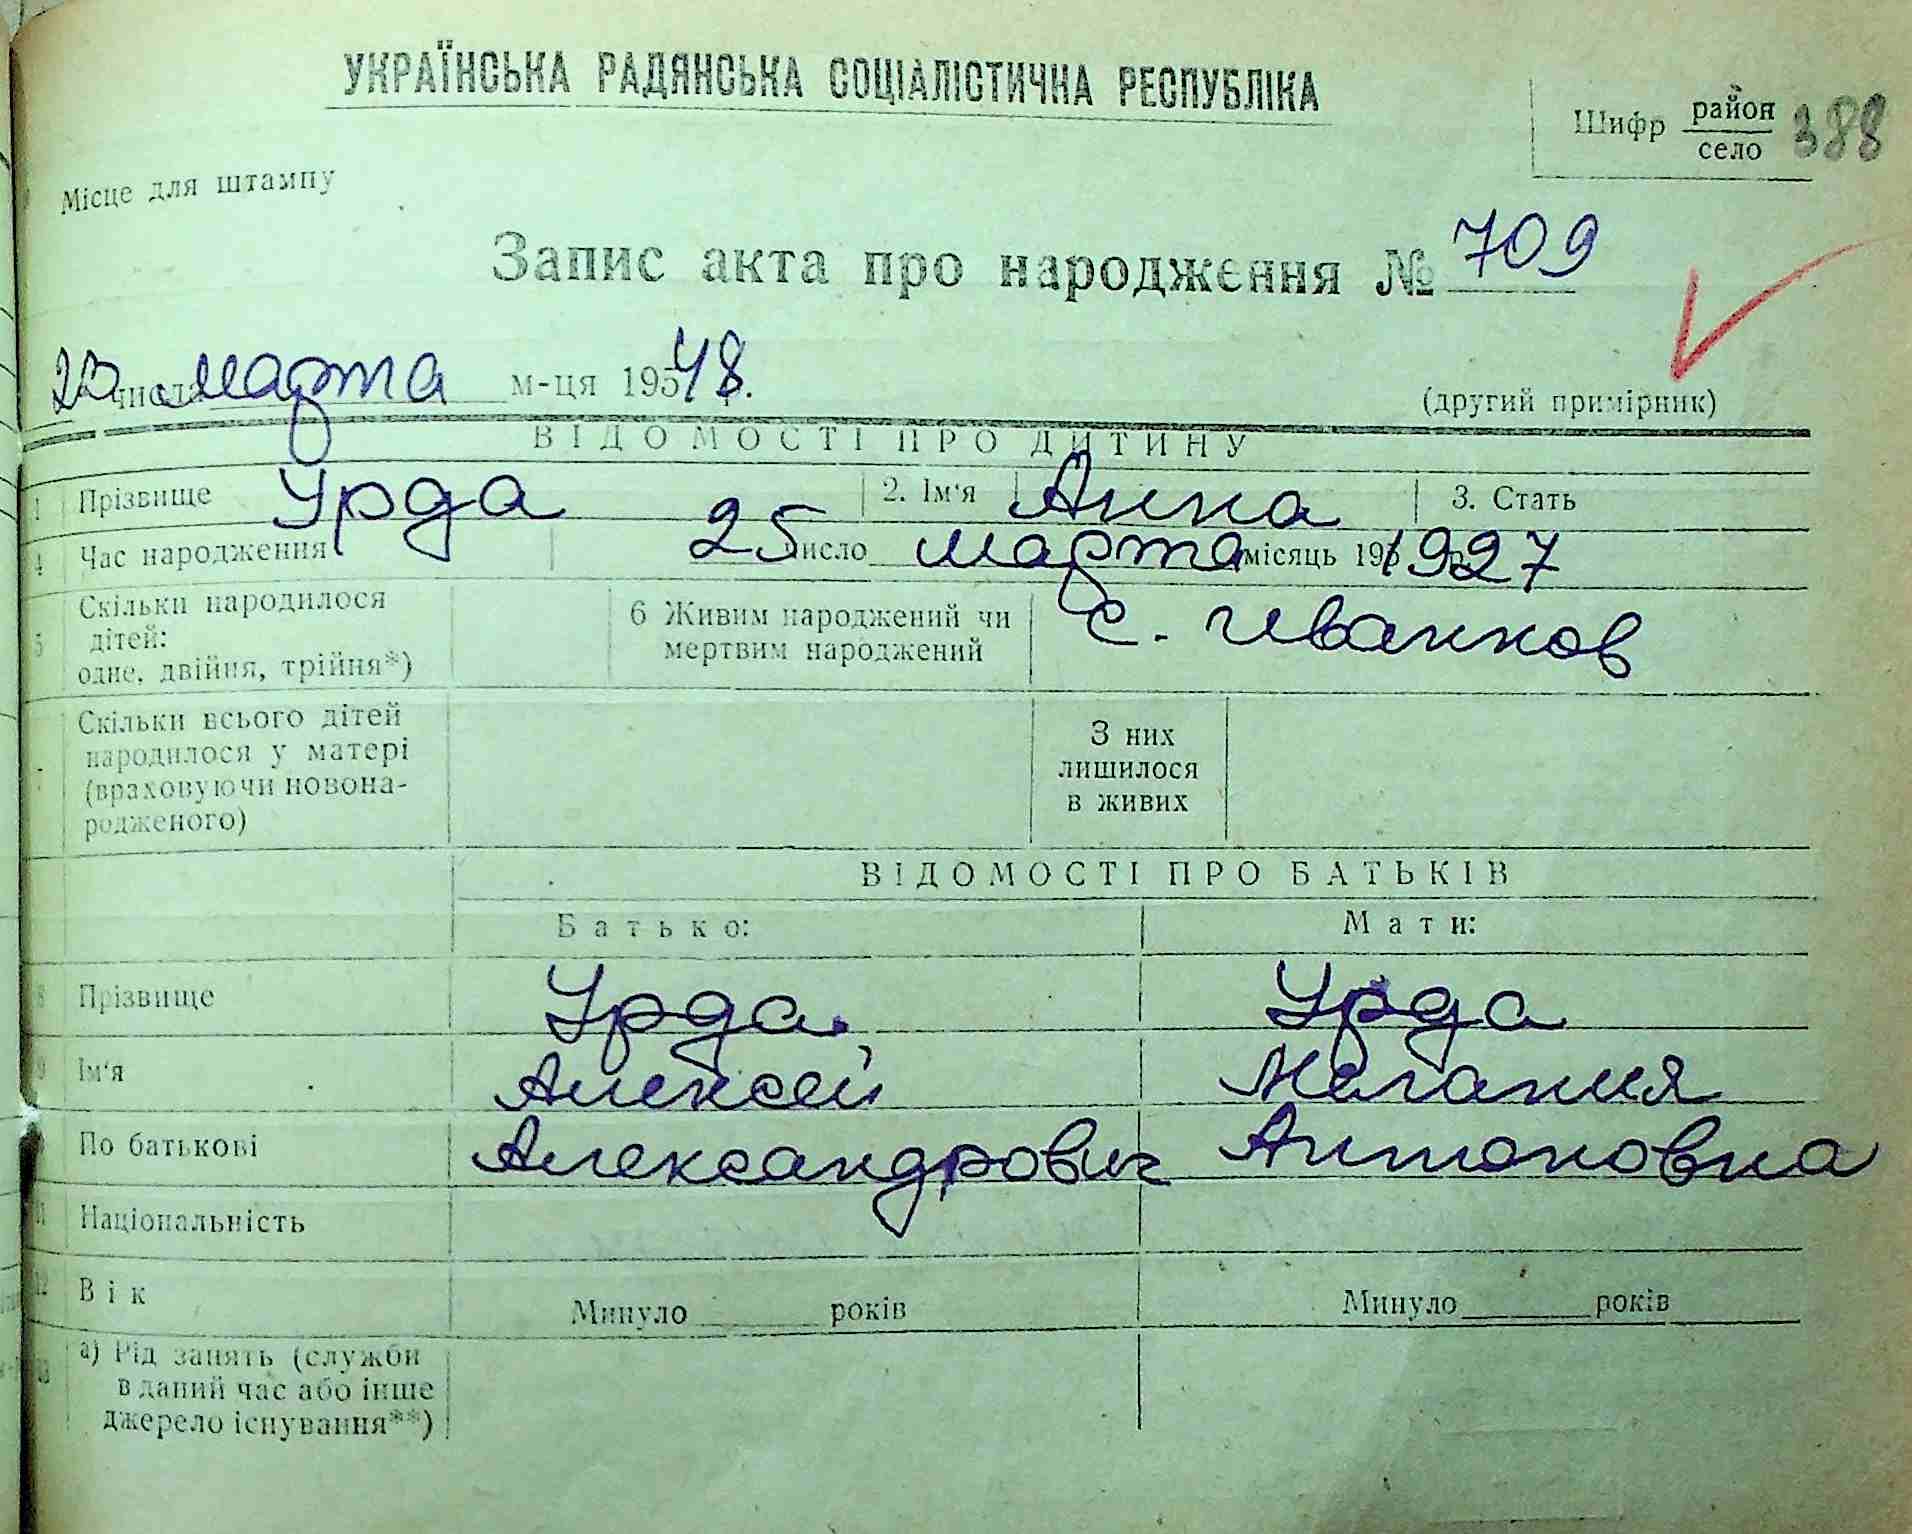 УКРАЇНСЬКА РАДЯНСЬКА СОЦІАЛІСТИЧНА РЕСПУБЛІКА
Шифр район
село 388
Місце для штампу
Запис акта про народження № 709
23 числа марта м-ця 195 48.
(другий примірник)
ВІДОМОСТІ ПРО ДИТИНУ
1 Прізвище Урда 2. Ім'я Анна 3. Стать
4 Час народження 25 число марта місяць 195 1927
5 Скільки народилося дітей: одне, двійня, трійня*) 6 Живим народжений чи мертвим народжений с. Иванков
Скільки всього дітей народилося у матері (враховуючи новона-родженого) З них лишилося в живих
ВІДОМОСТІ ПРО БАТЬКІВ
Батько: Мати:
8 Прізвище Урда Урда
9 Ім'я Алексей Мелания
По батькові Александрович Антоновна
11 Національність
12 Вік Минуло років Минуло років
13 а) Рід занять (служби в даний час або інше джерело існування**)